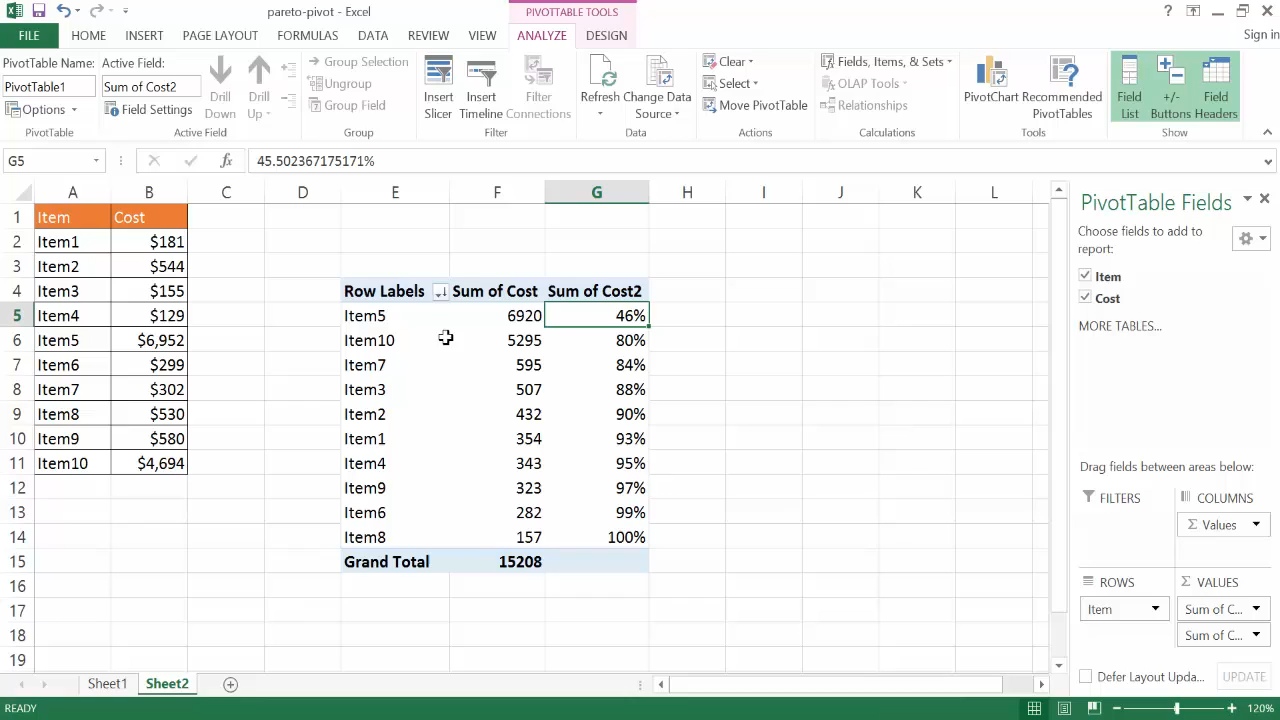 pareto-pivot - Excel
PIVOTTABLE TOOLS
?
Sign in
FILE HOME INSERT PAGE LAYOUT FORMULAS DATA REVIEW VIEW ANALYZE DESIGN
PivotTable Name:
PivotTable1
Options
PivotTable
Active Field:
Sum of Cost2
Field Settings
Drill Down
Drill Up
Active Field
Group Selection
Ungroup
Group Field
Group
Insert Slicer
Insert Timeline
Filter Connections
Filter
Refresh
Change Data Source
Data
Clear
Select
Move PivotTable
Actions
Fields, Items, & Sets
OLAP Tools
Relationships
Calculations
PivotChart
Recommended PivotTables
Tools
Field List
+/- Buttons
Field Headers
Show
G5 fx 45.502367175171%
A B C D E F G H I J K L
1 Item Cost
2 Item1 $181
3 Item2 $544
4 Item3 $155 Row Labels Sum of Cost Sum of Cost2
5 Item4 $129 Item5 6920 46%
6 Item5 $6,952 Item10 5295 80%
7 Item6 $299 Item7 595 84%
8 Item7 $302 Item3 507 88%
9 Item8 $530 Item2 432 90%
10 Item9 $580 Item1 354 93%
11 Item10 $4,694 Item4 343 95%
12 Item9 323 97%
13 Item6 282 99%
14 Item8 157 100%
15 Grand Total 15208
16
17
18
19
PivotTable Fields
Choose fields to add to
report:
Item
Cost
MORE TABLES...
Drag fields between areas below:
FILTERS
COLUMNS
Σ Values
ROWS
Σ VALUES
Item
Sum of C...
Sum of C...
Defer Layout Upda...
UPDATE
Sheet1 Sheet2
READY
120%